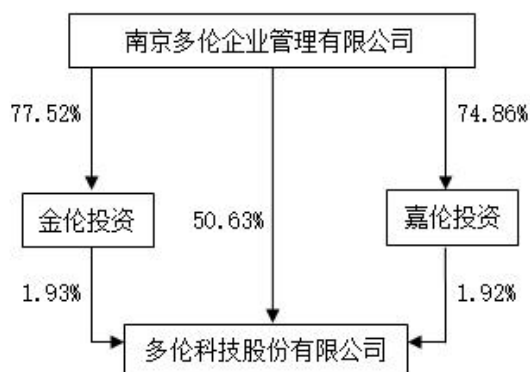 南京多伦企业管理有限公司
77.52%
74.86%
金伦投资
50.63%
嘉伦投资
1.93%
1.92%
多伦科技股份有限公司